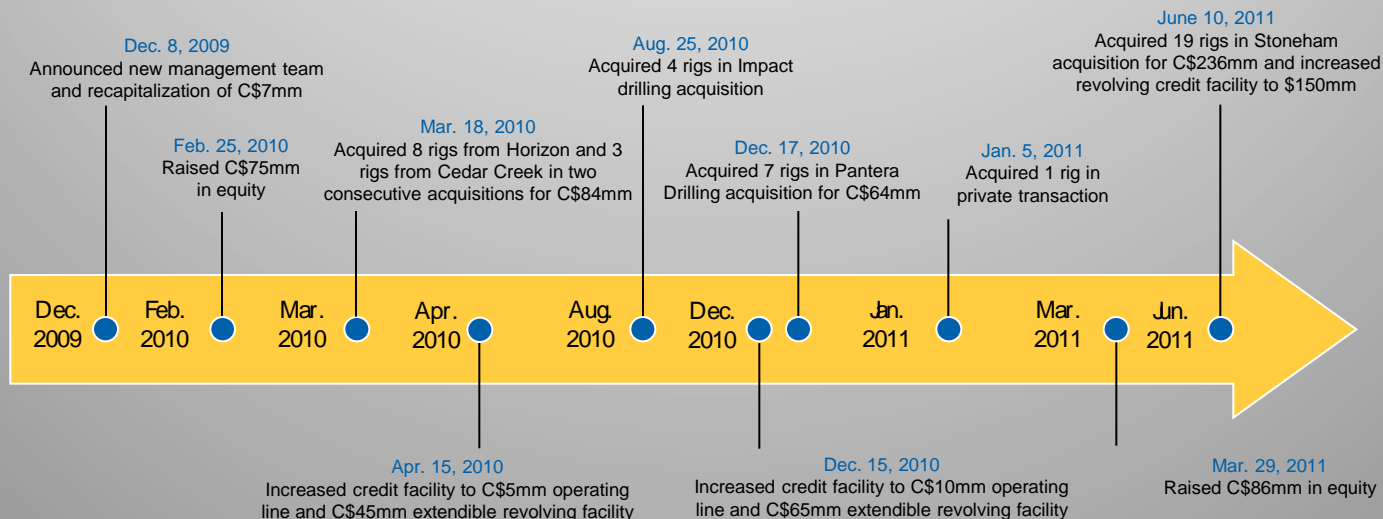 Dec. 8, 2009
Announced new management team
and recapitalization of C$7mm
Feb. 25, 2010
Raised C$75mm
in equity
Mar. 18, 2010
Acquired 8 rigs from Horizon and 3
rigs from Cedar Creek in two
consecutive acquisitions for C$84mm
Aug. 25, 2010
Acquired 4 rigs in Impact
drilling acquisition
Dec. 17, 2010
Acquired 7 rigs in Pantera
Drilling acquisition for C$64mm
Jan. 5, 2011
Acquired 1 rig in
private transaction
June 10, 2011
Acquired 19 rigs in Stoneham
acquisition for C$236mm and increased
revolving credit facility to $150mm
Dec.
2009
Feb.
2010
Mar.
2010
Apr.
2010
Aug.
2010
Dec.
2010
Jan.
2011
Mar.
2011
Jun.
2011
Apr. 15, 2010
Increased credit facility to C$5mm operating
line and C$45mm extendible revolving facility
Dec. 15, 2010
Increased credit facility to C$10mm operating
line and C$65mm extendible revolving facility
Mar. 29, 2011
Raised C$86mm in equity